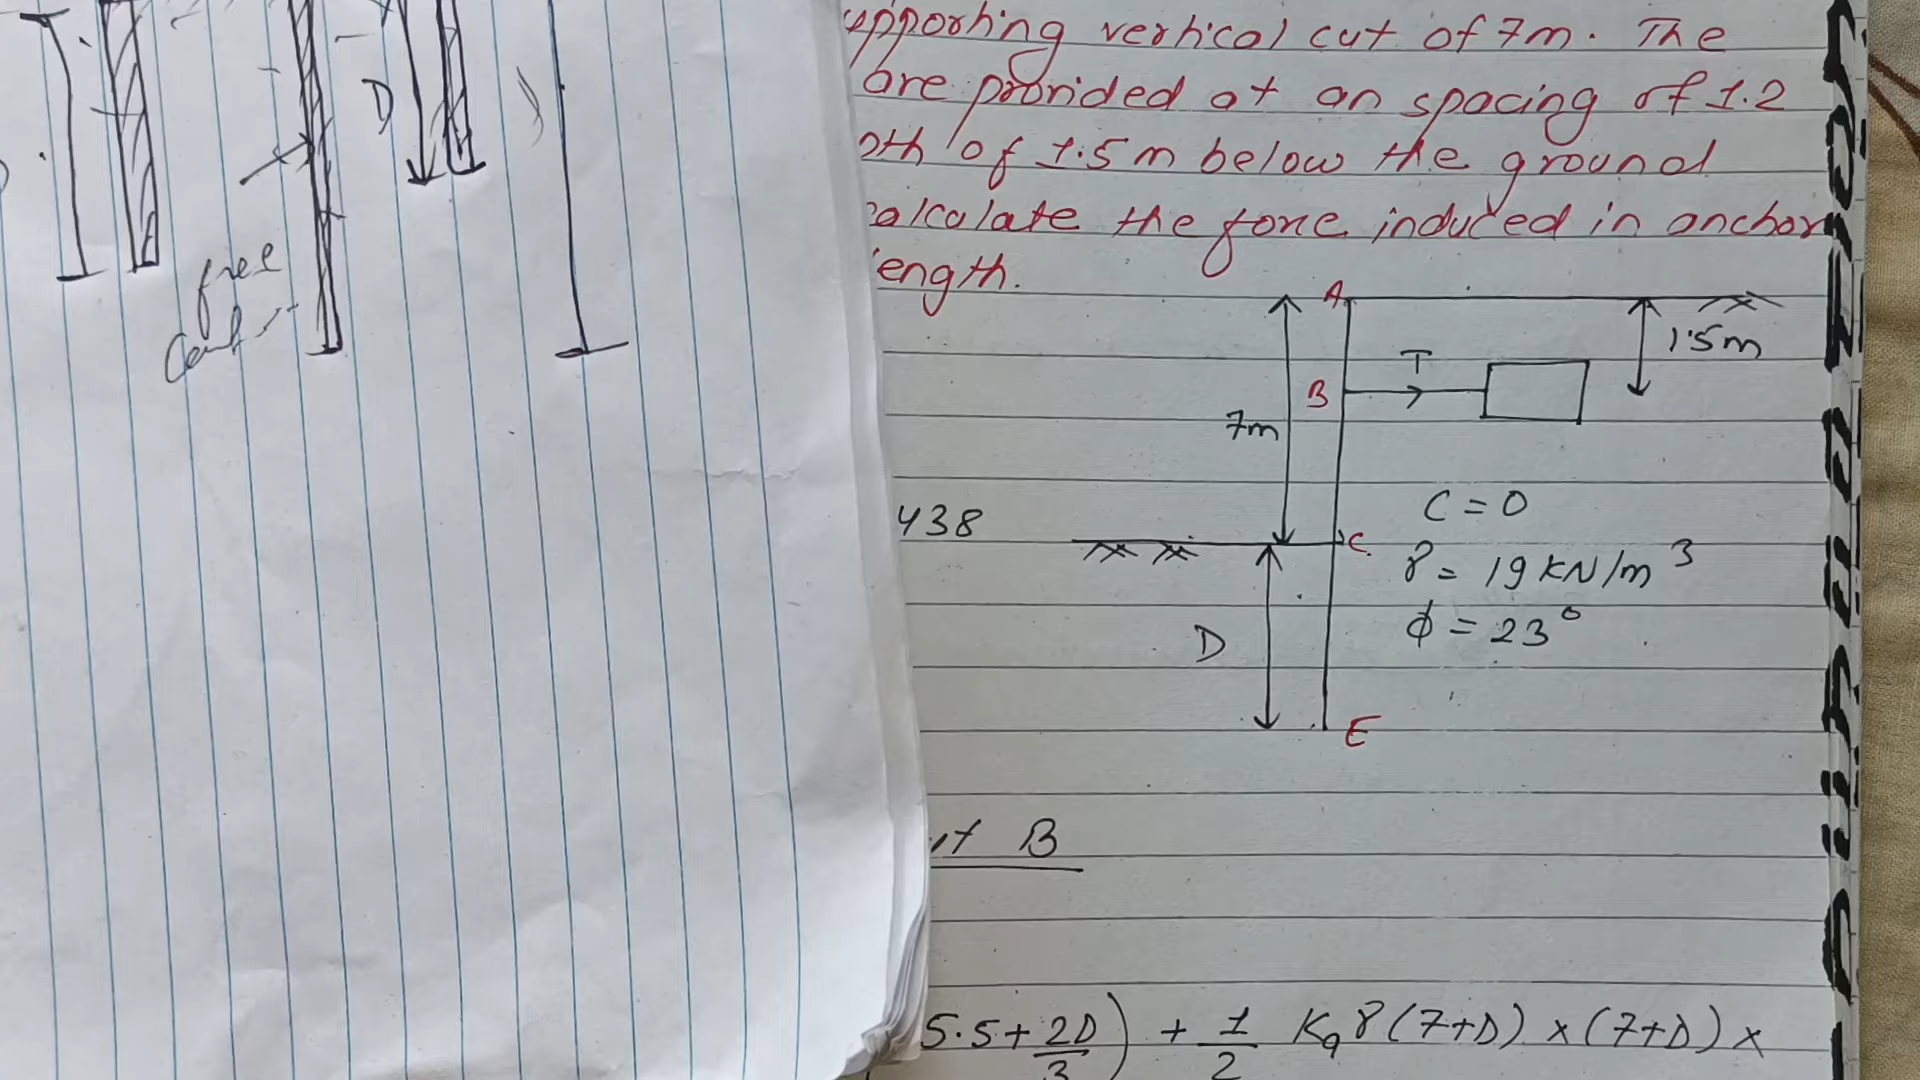 D
free
upporting vertical cut of 7m. The
are provided at an spacing of 1.2
pth of 1.5m below the ground
calculate the force induced in anchor
length.
A
1.5m
T
B
7m
438
C
C = 0
γ = 19 KN/m³
φ = 23°
D
E
ut B
5.5 + 2D/3) + 1/2 Ka γ (7+D) × (7+D) ×